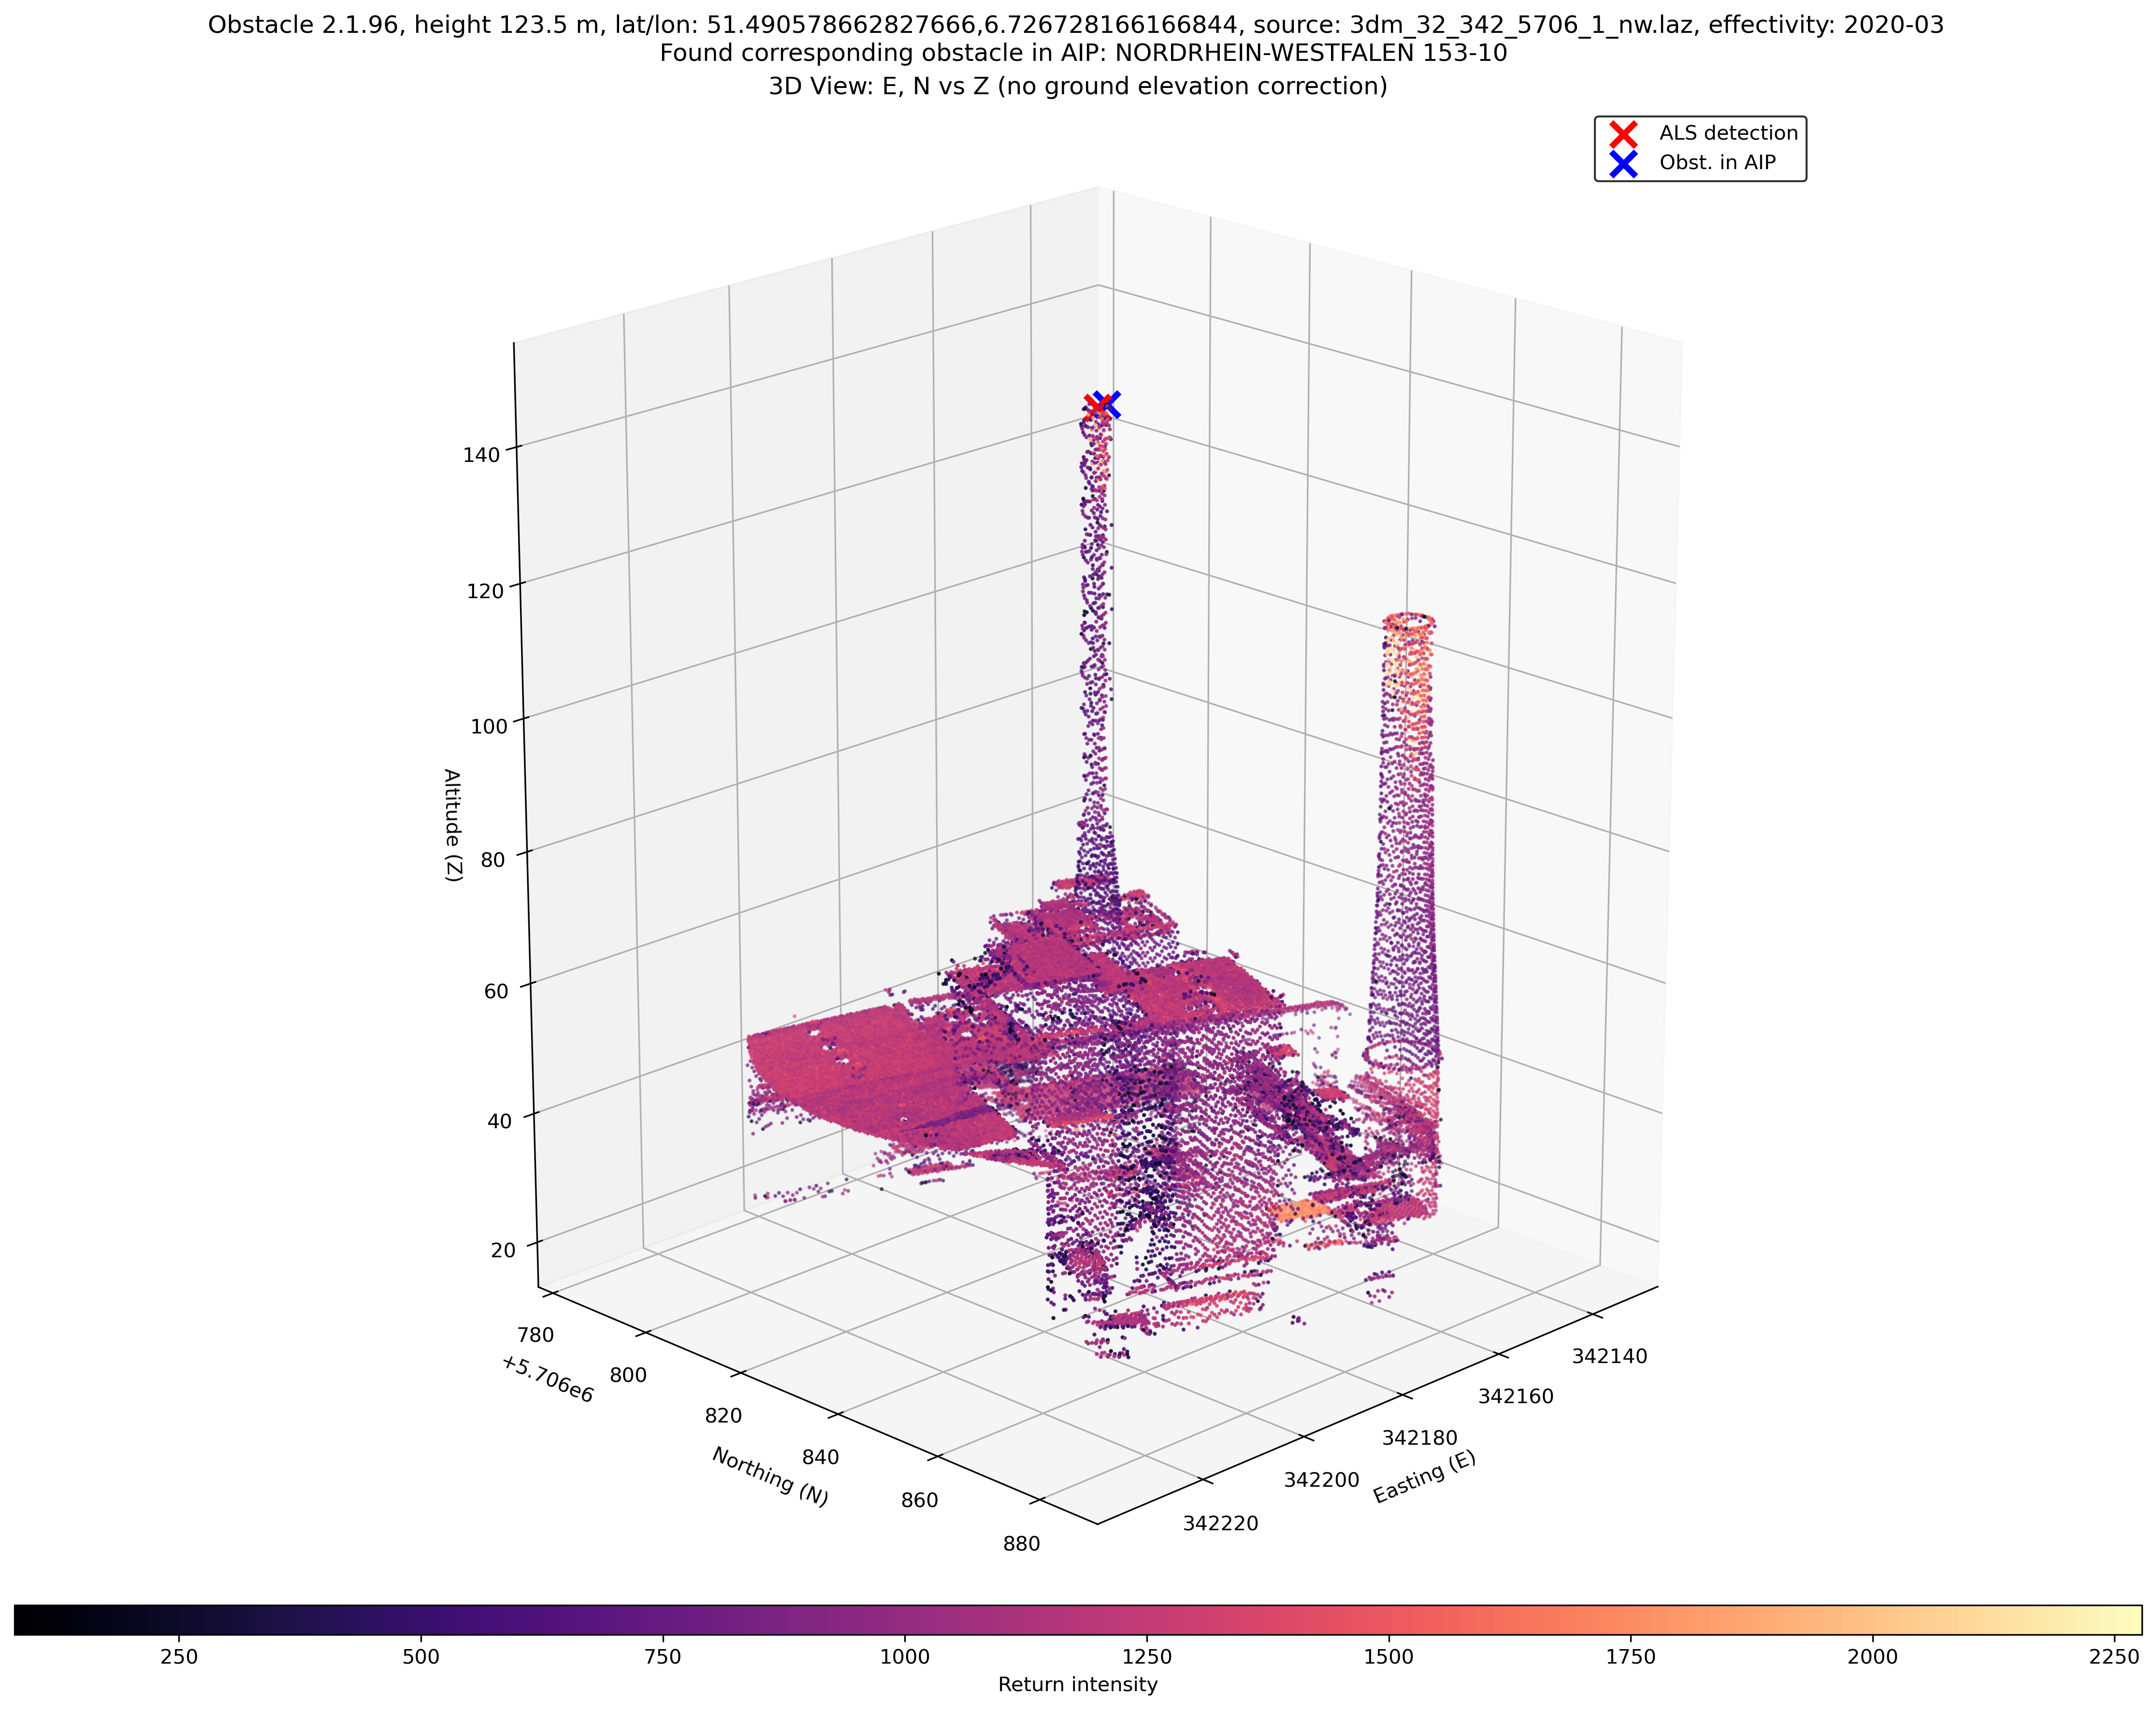 Obstacle 2.1.96, height 123.5 m, lat/lon: 51.490578662827666,6.726728166166844, source: 3dm_32_342_5706_1_nw.laz, effectivity: 2020-03
Found corresponding obstacle in AIP: NORDRHEIN-WESTFALEN 153-10
3D View: E, N vs Z (no ground elevation correction)
ALS detection
Obst. in AIP
140
120
100
80
60
40
20
Altitude (Z)
780
800
820
840
860
880
+5.706e6
Northing (N)
342140
342160
342180
342200
342220
Easting (E)
250 500 750 1000 1250 1500 1750 2000 2250
Return intensity